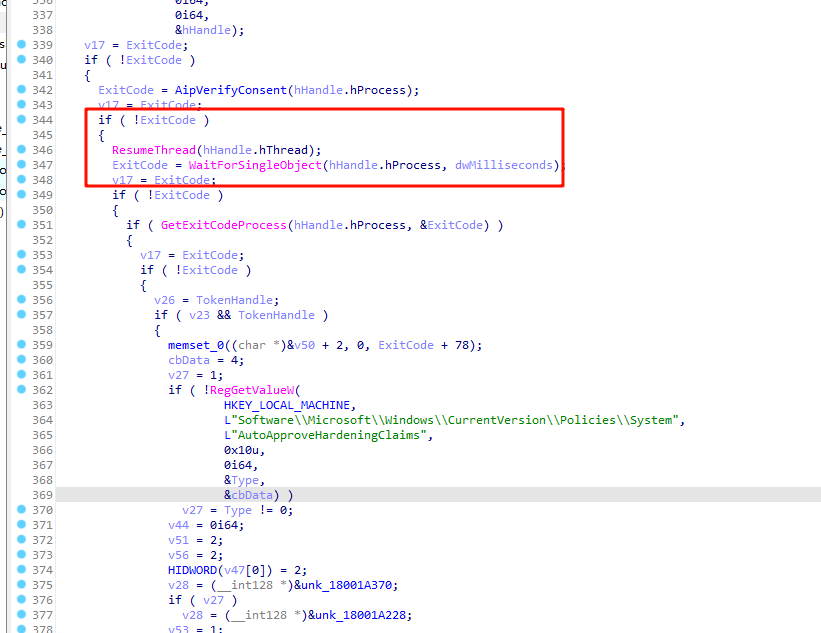 336 0i64,
337 0i64,
338 &hHandle);
339 v17 = ExitCode;
340 if ( !ExitCode )
341 {
342 ExitCode = AipVerifyConsent(hHandle.hProcess);
343 v17 = ExitCode;
344 if ( !ExitCode )
345 {
346 ResumeThread(hHandle.hThread);
347 ExitCode = WaitForSingleObject(hHandle.hProcess, dwMilliseconds);
348 v17 = ExitCode;
349 if ( !ExitCode )
350 {
351 if ( GetExitCodeProcess(hHandle.hProcess, &ExitCode) )
352 {
353 v17 = ExitCode;
354 if ( !ExitCode )
355 {
356 v26 = TokenHandle;
357 if ( v23 && TokenHandle )
358 {
359 memset_0((char *)&v50 + 2, 0, ExitCode + 78);
360 cbData = 4;
361 v27 = 1;
362 if ( !RegGetValueW(
363 HKEY_LOCAL_MACHINE,
364 L"Software\\Microsoft\\Windows\\CurrentVersion\\Policies\\System",
365 L"AutoApproveHardeningClaims",
366 0x10u,
367 0i64,
368 &Type,
369 &cbData) )
370 v27 = Type != 0;
371 v44 = 0i64;
372 v51 = 2;
373 v56 = 2;
374 HIDWORD(v47[0]) = 2;
375 v28 = (__int128 *)&unk_18001A370;
376 if ( v27 )
377 v28 = (__int128 *)&unk_18001A228;
378 v53 = 1;